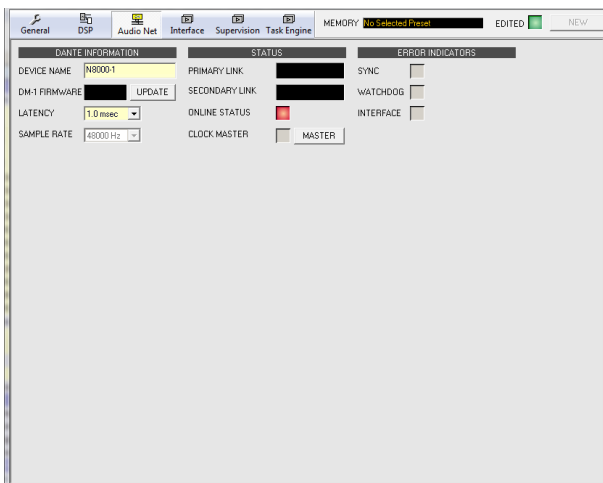 General DSP Audio Net Interface Supervision Task Engine MEMORY No Selected Preset EDITED NEW
DANTE INFORMATION STATUS ERROR INDICATORS
DEVICE NAME N8000-1 PRIMARY LINK SYNC
DM-1 FIRMWARE UPDATE SECONDARY LINK WATCHDOG
LATENCY 1.0 msec ONLINE STATUS INTERFACE
SAMPLE RATE 48000 Hz CLOCK MASTER MASTER